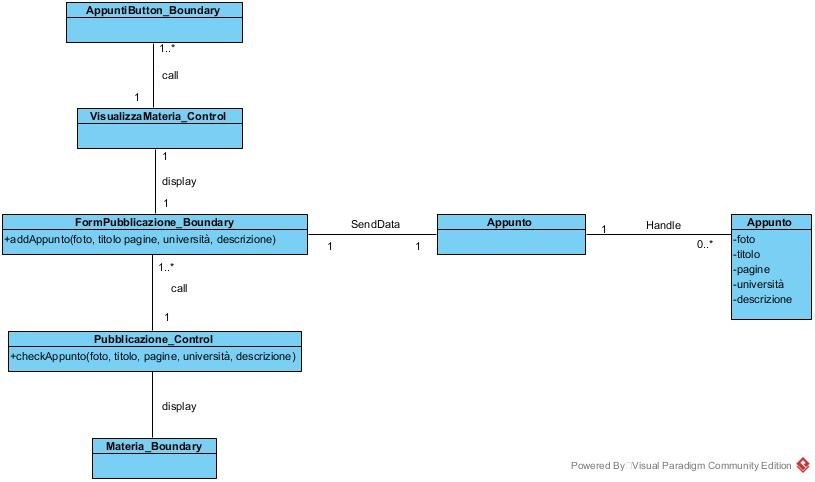 AppuntiButton_Boundary
1..*
call
1
VisualizzaMateria_Control
1
display
1
FormPubblicazione_Boundary
+addAppunto(foto, titolo pagine, università, descrizione)
SendData
1
1
Appunto
1
Handle
0..*
Appunto
-foto
-titolo
-pagine
-università
-descrizione
1..*
call
1
Pubblicazione_Control
+checkAppunto(foto, titolo, pagine, università, descrizione)
display
Materia_Boundary
Powered By Visual Paradigm Community Edition